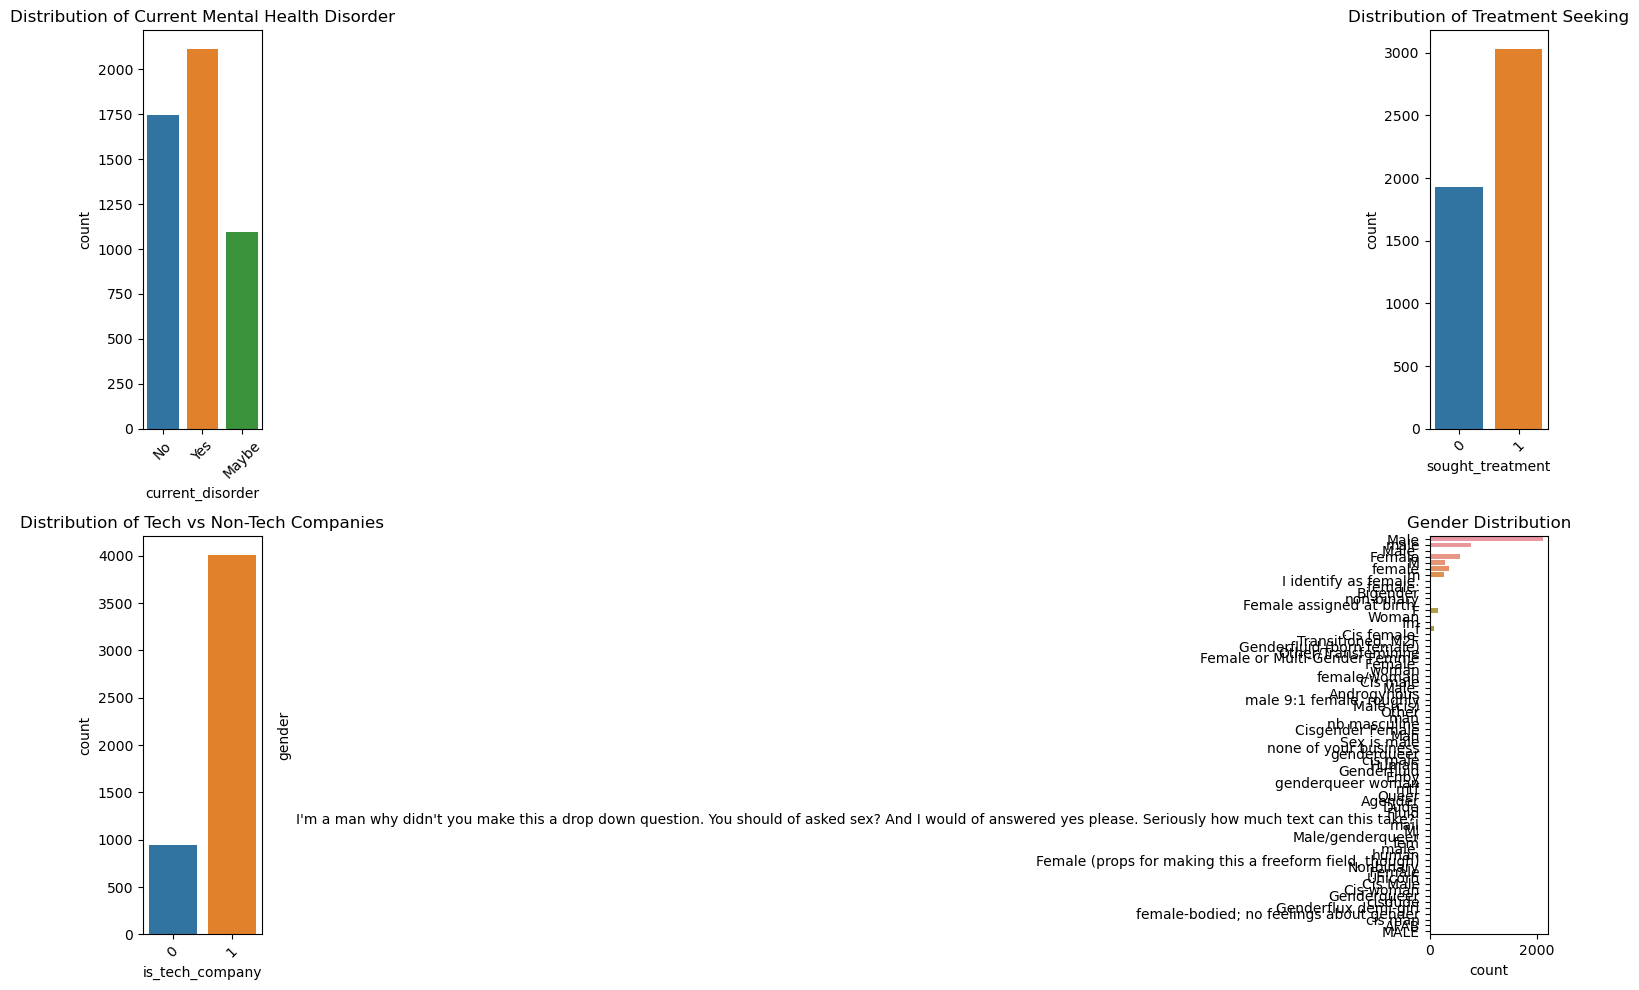 Distribution of Current Mental Health Disorder
2000
1750
1500
1250
1000
750
500
250
0
count
No
Yes
Maybe
current_disorder
Distribution of Treatment Seeking
3000
2500
2000
1500
1000
500
0
count
0
1
sought_treatment
Distribution of Tech vs Non-Tech Companies
4000
3500
3000
2500
2000
1500
1000
500
0
count
0
1
is_tech_company
Gender Distribution
gender
Male
male
Male
Female
M
female
m
I identify as female.
female
Bigender
non-binary
Female assigned at birth
F
Woman
fm
f
Cis female
Transitioned, M2F
Genderfluid (born female)
Other/Transfeminine
Female or Multi-Gender Femme
Female
woman
female/woman
Cis male
Male
Androgynous
male 9:1 female, roughly
Male (cis)
Other
man
nb masculine
Cisgender Female
Man
Sex is male
none of your business
genderqueer
cis male
Human
Genderfluid
Enby
genderqueer woman
mtf
Queer
Agender
Dude
Fluid
I'm a man why didn't you make this a drop down question. You should of asked sex? And I would of answered yes please. Seriously how much text can this take?
mail
M|
Male/genderqueer
fem
male
human
Female (props for making this a freeform field, though)
Nonbinary
Female
Unicorn
Cis Male
Cis-woman
Genderqueer
cisdude
Genderflux demi-girl
female-bodied; no feelings about gender
cis man
AFAB
MALE
0
2000
count